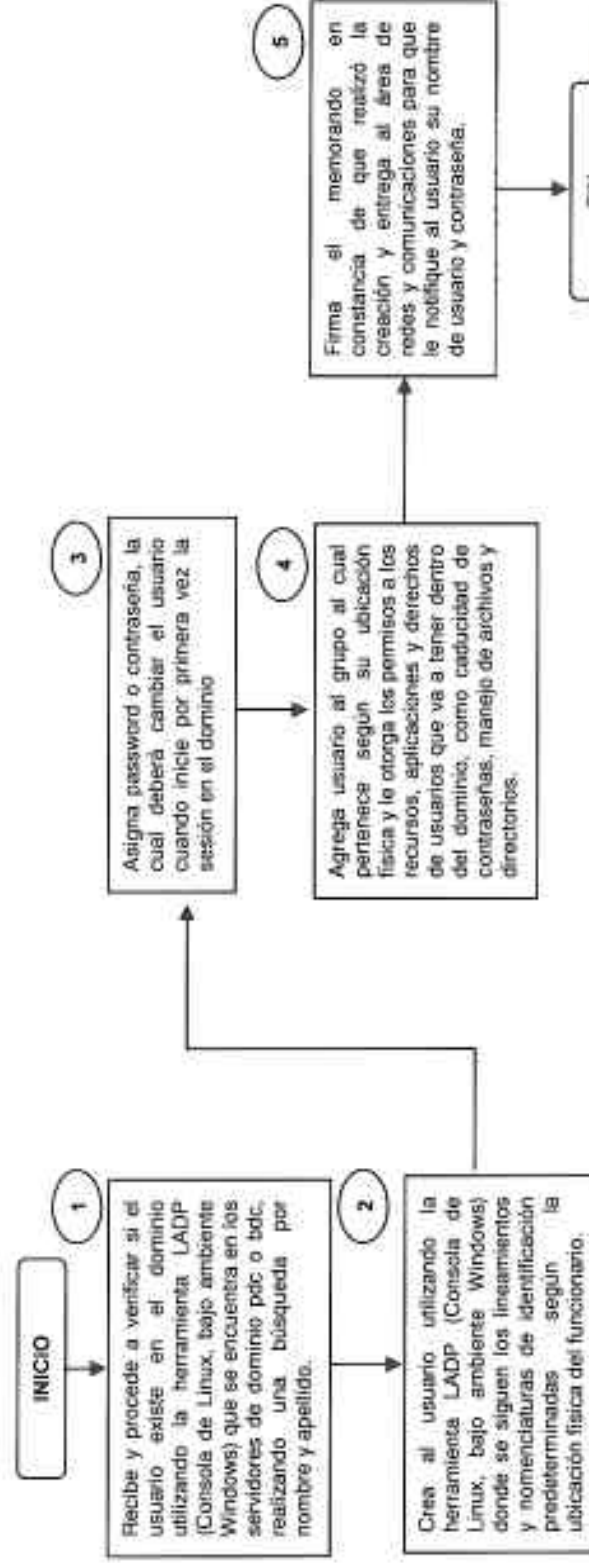 INICIO
1
Recibe y procede a verificar si el
usuario existe en el dominio
utilizando la herramienta LADP
(Consola de Linux, bajo ambiente
Windows) que se encuentra en los
servidores de dominio pdc o bdc,
realizando una búsqueda por
nombre y apellido.
2
Crea al usuario utilizando la
herramienta LADP (Consola de
Linux, bajo ambiente Windows)
donde se siguen los lineamientos
y nomenclaturas de identificación
predeterminadas según la
ubicación física del funcionario.
3
Asigna password o contraseña, la
cual deberá cambiar el usuario
cuando inicie por primera vez la
sesión en el dominio
4
Agrega usuario al grupo al cual
pertenece según su ubicación
física y le otorga los permisos a los
recursos, aplicaciones y derechos
de usuarios que va a tener dentro
del dominio, como caducidad de
contraseñas, manejo de archivos y
directorios.
5
Firma el memorando en
constancia de que realizó la
creación y entrega al área de
redes y comunicaciones para que
le notifique al usuario su nombre
de usuario y contraseña.